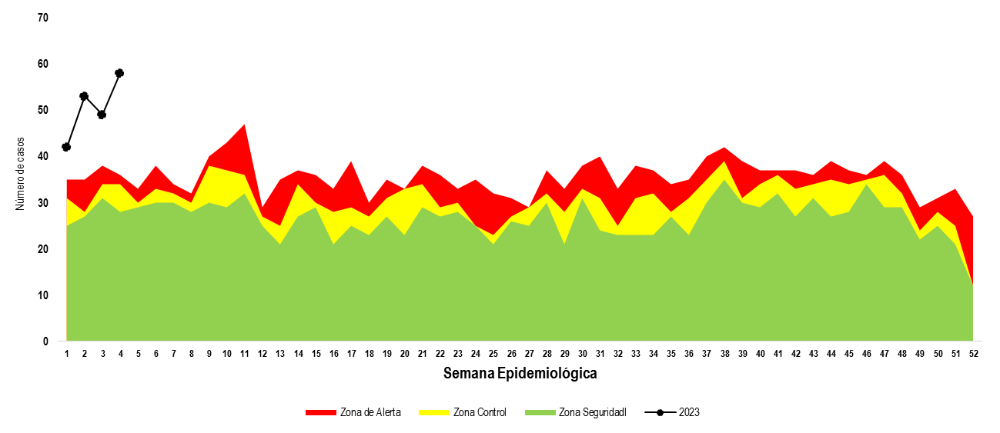 70
60
50
40
30
20
10
0
Número de casos
1 2 3 4 5 6 7 8 9 10 11 12 13 14 15 16 17 18 19 20 21 22 23 24 25 26 27 28 29 30 31 32 33 34 35 36 37 38 39 40 41 42 43 44 45 46 47 48 49 50 51 52
Semana Epidemiológica
Zona de Alerta Zona Control Zona Seguridadl 2023